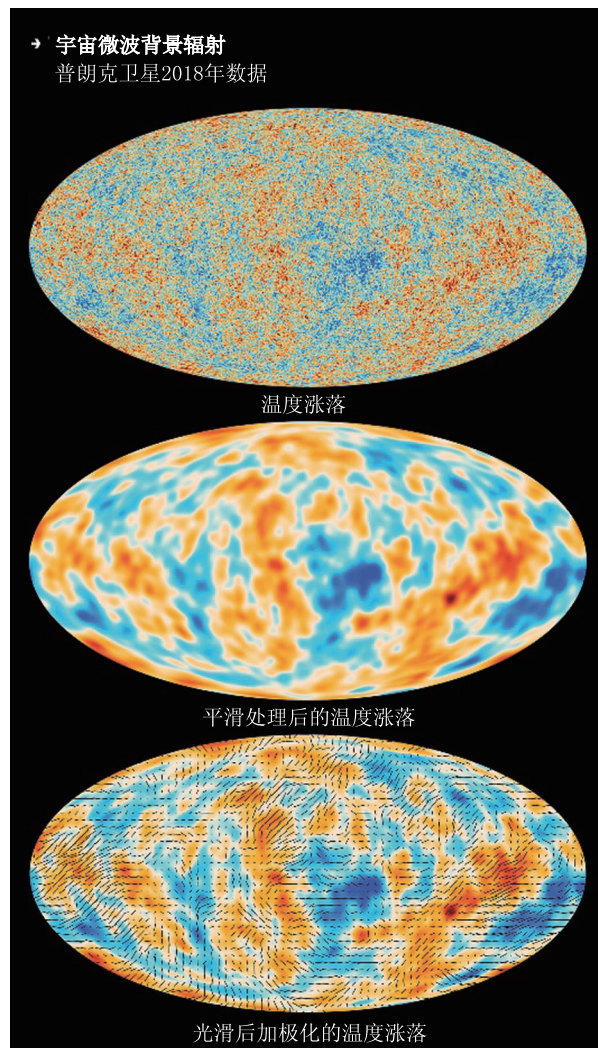 宇宙微波背景辐射
普朗克卫星2018年数据
温度涨落
平滑处理后的温度涨落
光滑后加极化的温度涨落